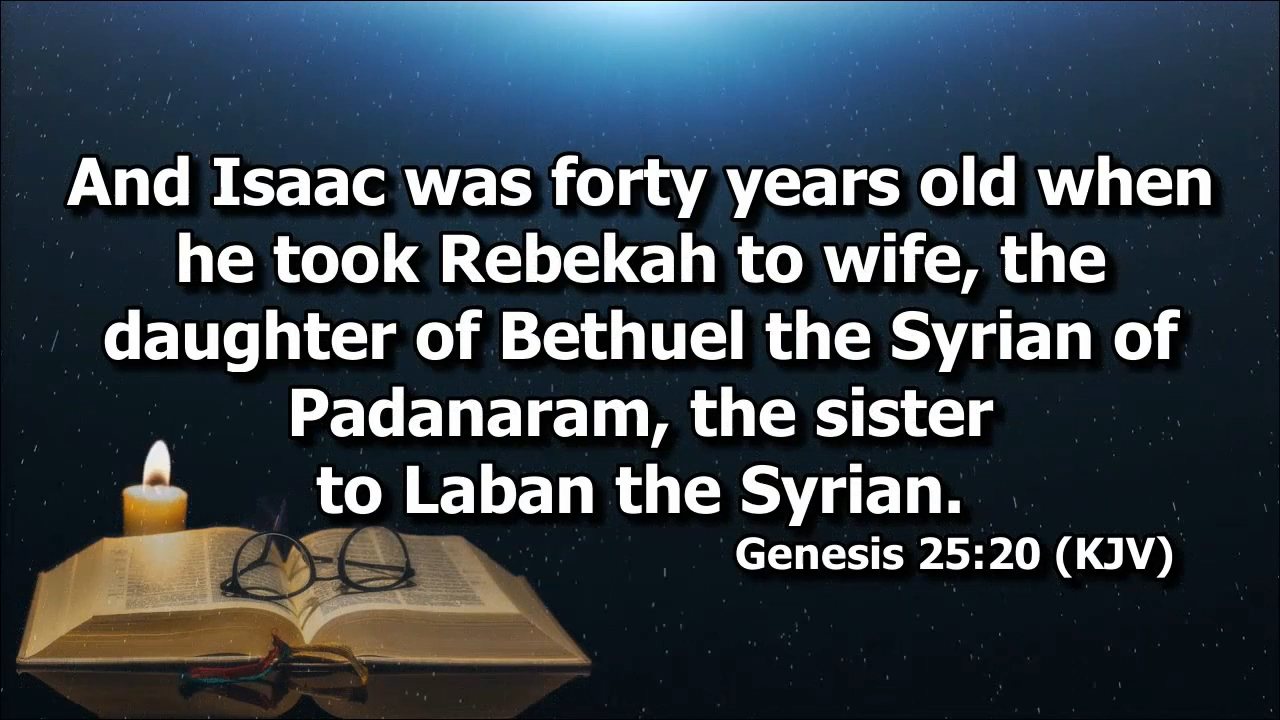 And Isaac was forty years old when
he took Rebekah to wife, the
daughter of Bethuel the Syrian of
Padanaram, the sister
to Laban the Syrian.
Genesis 25:20 (KJV)